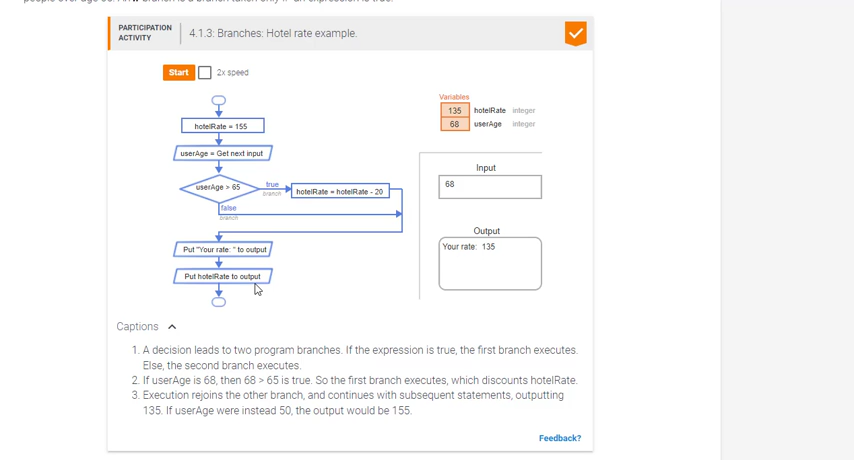 PARTICIPATION
ACTIVITY
4.1.3: Branches: Hotel rate example.
Start
2x speed
hotelRate = 155
userAge = Get next input
userAge > 65
true
branch
hotelRate = hotelRate - 20
false
branch
Put "Your rate: " to output
Put hotelRate to output
Variables
135 hotelRate integer
68 userAge integer
Input
68
Output
Your rate: 135
Captions
1. A decision leads to two program branches. If the expression is true, the first branch executes.
Else, the second branch executes.
2. If userAge is 68, then 68 > 65 is true. So the first branch executes, which discounts hotelRate.
3. Execution rejoins the other branch, and continues with subsequent statements, outputting
135. If userAge were instead 50, the output would be 155.
Feedback?